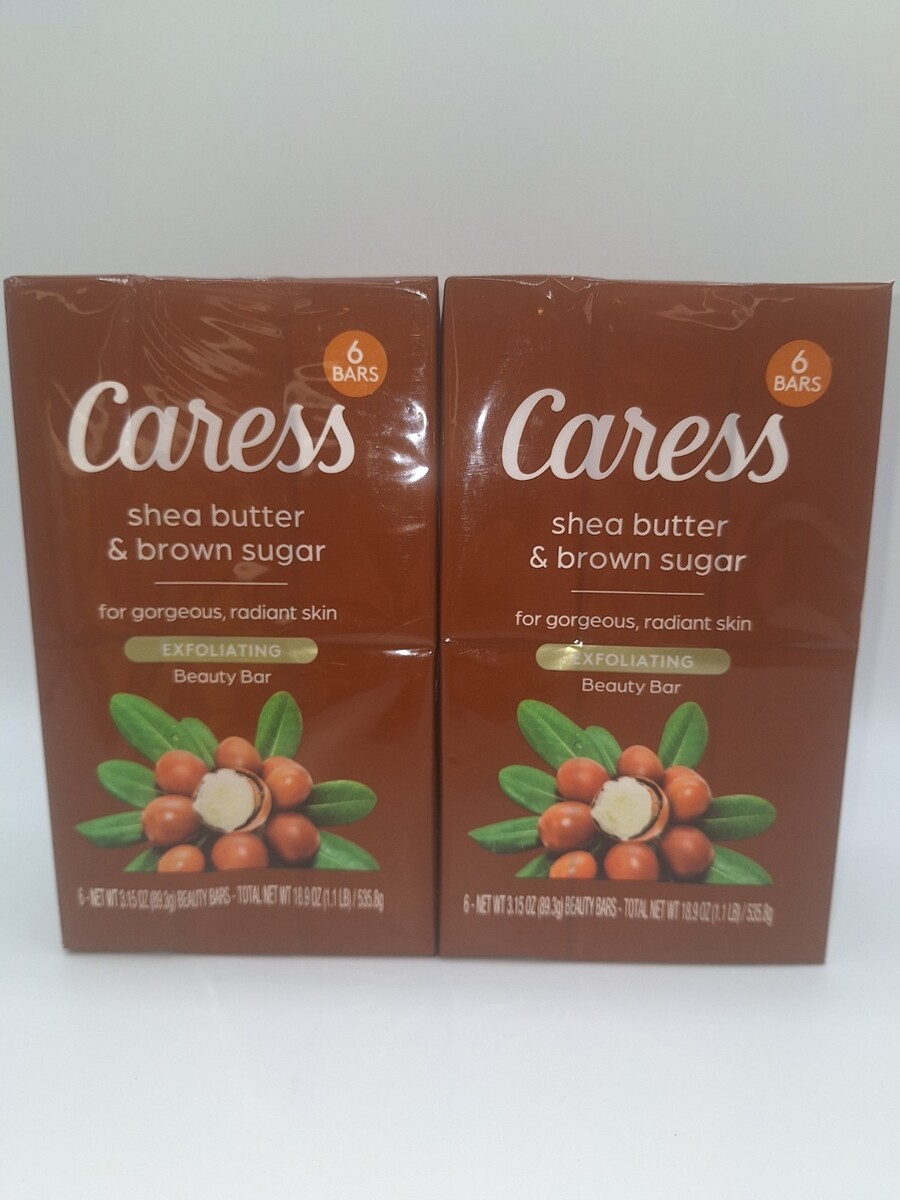 6
BARS
Caress
shea butter
& brown sugar
for gorgeous, radiant skin
EXFOLIATING
Beauty Bar
6 - NET WT 3.15 OZ (89.3g) BEAUTY BARS - TOTAL NET WT 18.9 OZ (1.1 LB) / 535.8g
6
BARS
Caress
shea butter
& brown sugar
for gorgeous, radiant skin
EXFOLIATING
Beauty Bar
6 - NET WT 3.15 OZ (89.3g) BEAUTY BARS - TOTAL NET WT 18.9 OZ (1.1 LB) / 535.8g